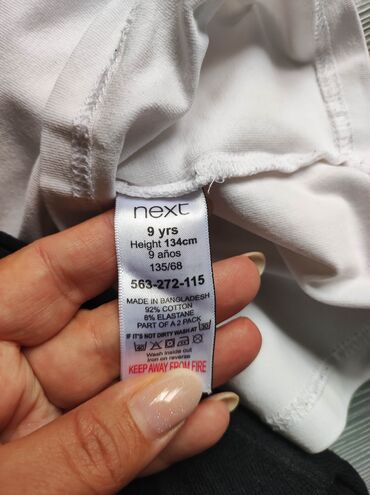 next
9 yrs
Height 134cm
9 años
135/68
563-272-115
MADE IN BANGLADESH
92% COTTON
8% ELASTANE
PART OF A 2 PACK
IF IT'S NOT DIRTY WASH AT 30
40
Wash inside out
Iron on reverse
KEEP AWAY FROM FIRE